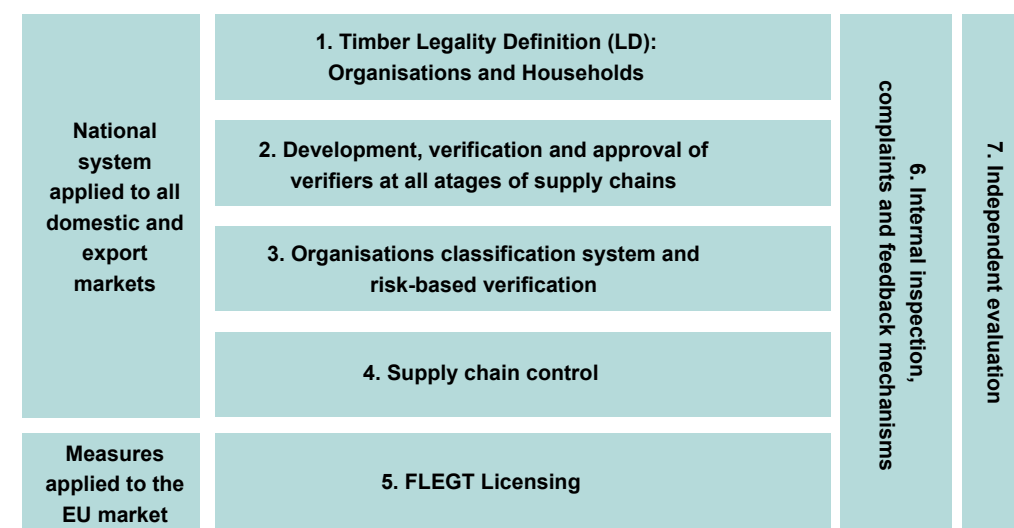 National
system
applied to all
domestic and
export
markets
1. Timber Legality Definition (LD):
Organisations and Households
2. Development, verification and approval of
verifiers at all atages of supply chains
3. Organisations classification system and
risk-based verification
4. Supply chain control
Measures
applied to the
EU market
5. FLEGT Licensing
6. Internal inspection,
complaints and feedback mechanisms
7. Independent evaluation